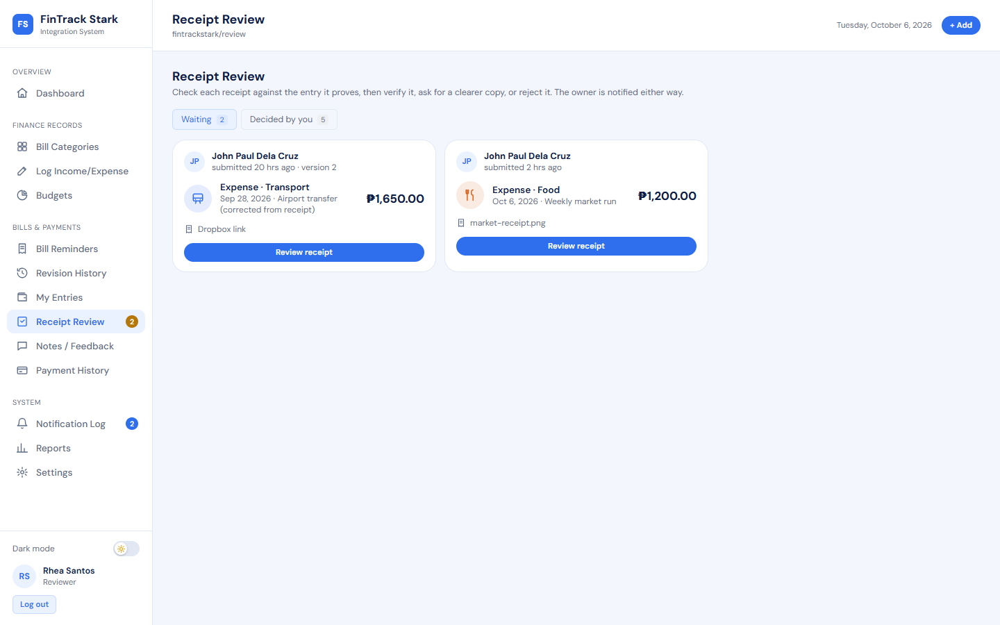 FS
FinTrack Stark
Integration System
OVERVIEW
Dashboard
FINANCE RECORDS
Bill Categories
Log Income/Expense
Budgets
BILLS & PAYMENTS
Bill Reminders
Revision History
My Entries
Receipt Review 2
Notes / Feedback
Payment History
SYSTEM
Notification Log 2
Reports
Settings
Dark mode
RS
Rhea Santos
Reviewer
Log out
Receipt Review
fintrackstark/review
Tuesday, October 6, 2026
+ Add
Receipt Review
Check each receipt against the entry it proves, then verify it, ask for a clearer copy, or reject it. The owner is notified either way.
Waiting 2
Decided by you 5
JP
John Paul Dela Cruz
submitted 20 hrs ago · version 2
Expense · Transport
Sep 28, 2026 · Airport transfer
(corrected from receipt)
₱1,650.00
Dropbox link
Review receipt
JP
John Paul Dela Cruz
submitted 2 hrs ago
Expense · Food
Oct 6, 2026 · Weekly market run
₱1,200.00
market-receipt.png
Review receipt